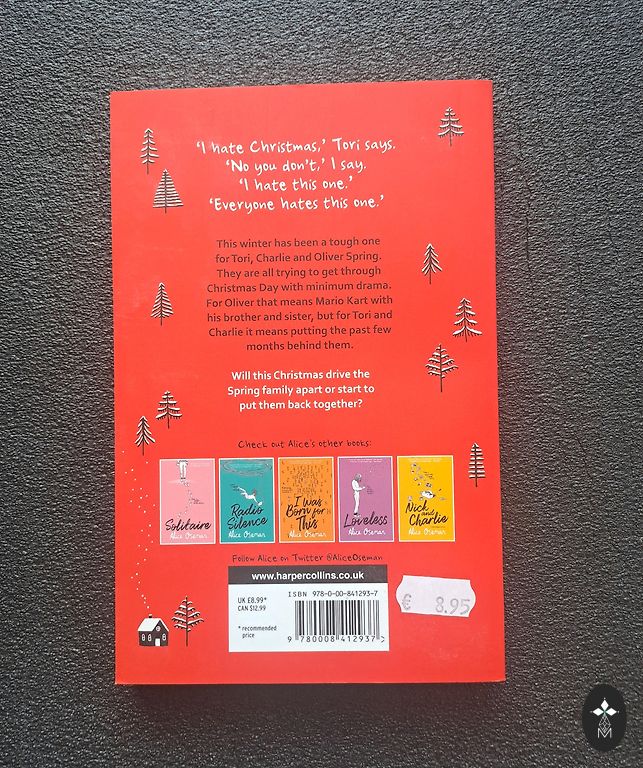 ‘I hate Christmas,’ Tori says.
‘No you don’t,’ I say.
‘I hate this one.’
‘Everyone hates this one.’
This winter has been a tough one
for Tori, Charlie and Oliver Spring.
They are all trying to get through
Christmas Day with minimum drama.
For Oliver that means Mario Kart with
his brother and sister, but for Tori and
Charlie it means putting the past few
months behind them.
Will this Christmas drive the
Spring family apart or start to
put them back together?
Check out Alice's other books:
Solitaire
Alice Oseman
Radio
Silence
Alice Oseman
I Was
Born for
This
Alice Oseman
Loveless
Alice Oseman
Nick
and
Charlie
Alice Oseman
Follow Alice on Twitter @AliceOseman
www.harpercollins.co.uk
ISBN 978-0-00-841293-7
UK £8.99*
CAN $12.99
* recommended
price
9 780008 412937
€ 8.95
M